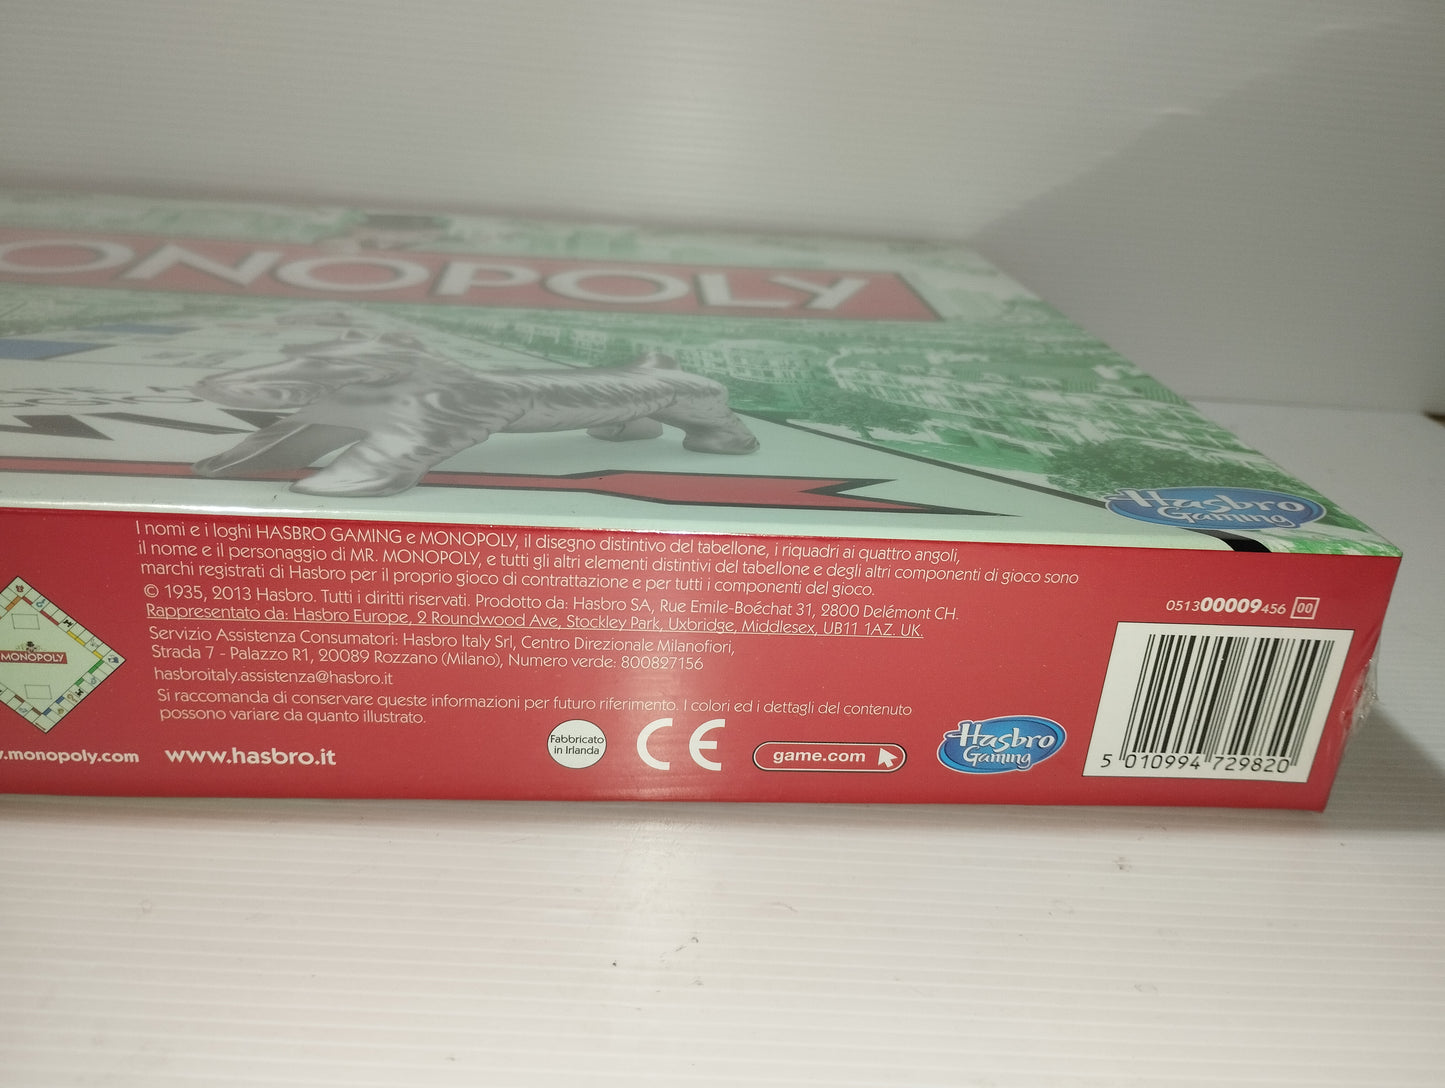 ONOPOLY
Hasbro
Gaming
I nomi e i loghi HASBRO GAMING e MONOPOLY, il disegno distintivo del tabellone, i riquadri ai quattro angoli,
il nome e il personaggio di MR. MONOPOLY, e tutti gli altri elementi distintivi del tabellone e degli altri componenti di gioco sono
marchi registrati di Hasbro per il proprio gioco di contrattazione e per tutti i componenti del gioco.
© 1935, 2013 Hasbro. Tutti i diritti riservati. Prodotto da: Hasbro SA, Rue Emile-Boéchat 31, 2800 Delémont CH.
Rappresentato da: Hasbro Europe, 2 Roundwood Ave, Stockley Park, Uxbridge, Middlesex, UB11 1AZ. UK.
Servizio Assistenza Consumatori: Hasbro Italy Srl, Centro Direzionale Milanofiori,
Strada 7 - Palazzo R1, 20089 Rozzano (Milano), Numero verde: 800827156
hasbroitaly.assistenza@hasbro.it
Si raccomanda di conservare queste informazioni per futuro riferimento. I colori ed i dettagli del contenuto
possono variare da quanto illustrato.
051300009456 00
MONOPOLY
w.monopoly.com
www.hasbro.it
Fabbricato
in Irlanda
CE
game.com
Hasbro
Gaming
5 010994 729820